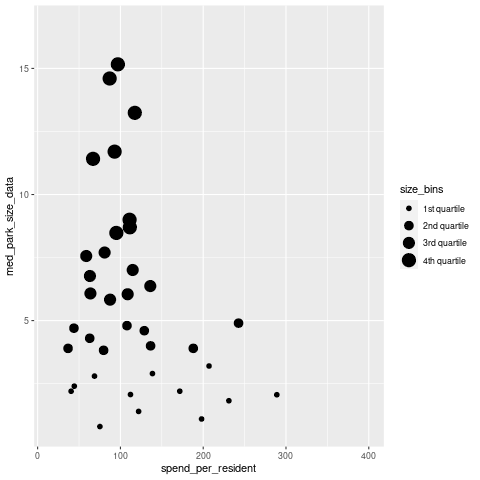 15
10
5
0
100
200
300
400
spend_per_resident
med_park_size_data
size_bins
1st quartile
2nd quartile
3rd quartile
4th quartile